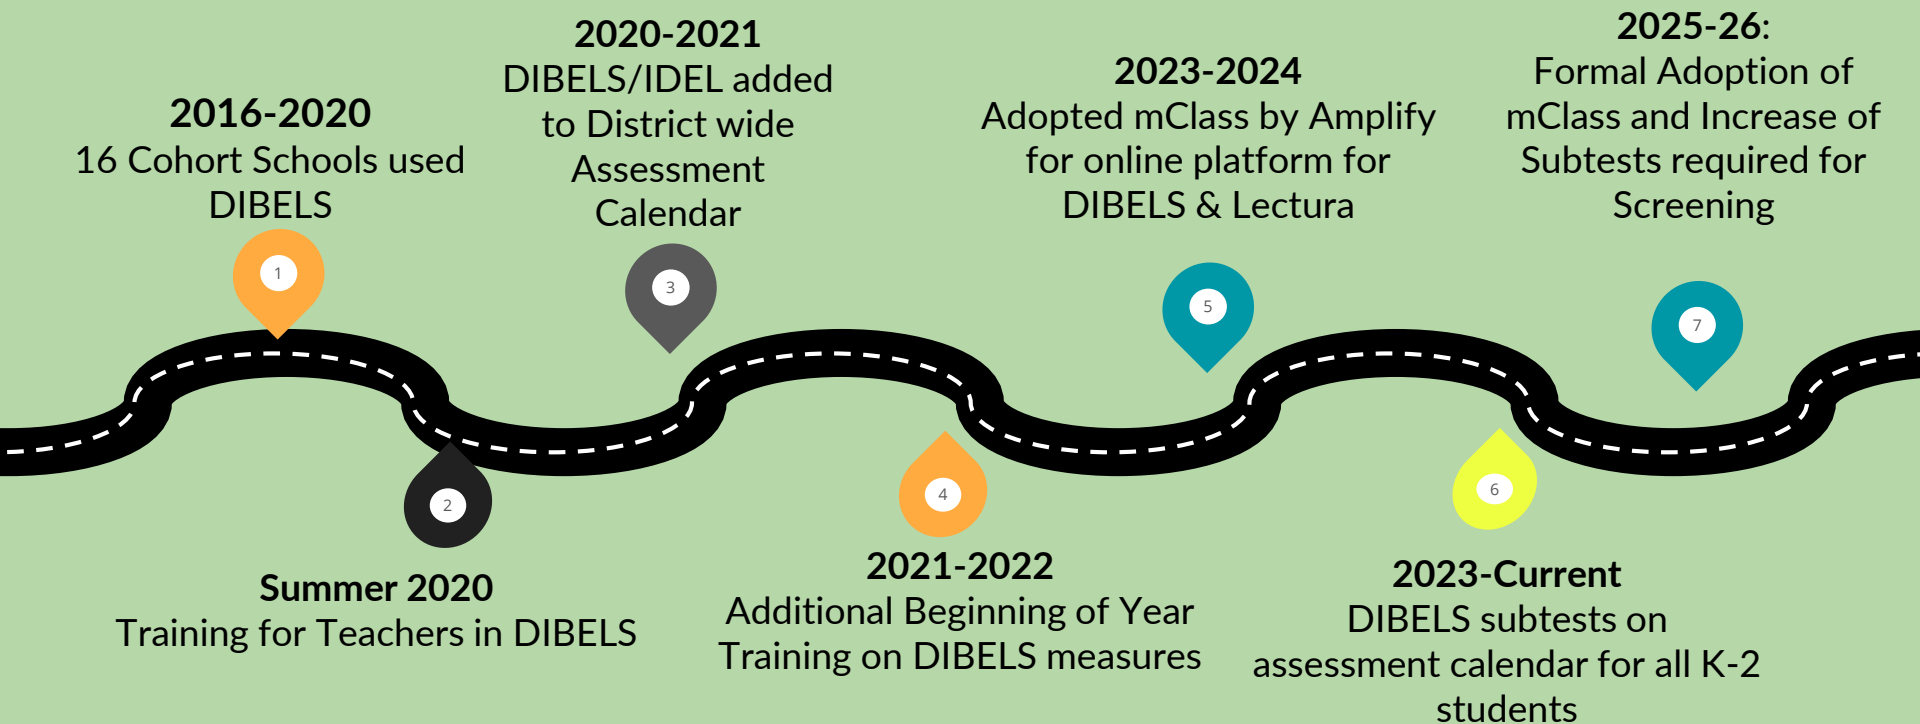 2016-2020
16 Cohort Schools used
DIBELS
1
Summer 2020
Training for Teachers in DIBELS
2
2020-2021
DIBELS/IDEL added
to District wide
Assessment
Calendar
3
2021-2022
Additional Beginning of Year
Training on DIBELS measures
4
2023-2024
Adopted mClass by Amplify
for online platform for
DIBELS & Lectura
5
2023-Current
DIBELS subtests on
assessment calendar for all K-2
students
6
2025-26:
Formal Adoption of
mClass and Increase of
Subtests required for
Screening
7